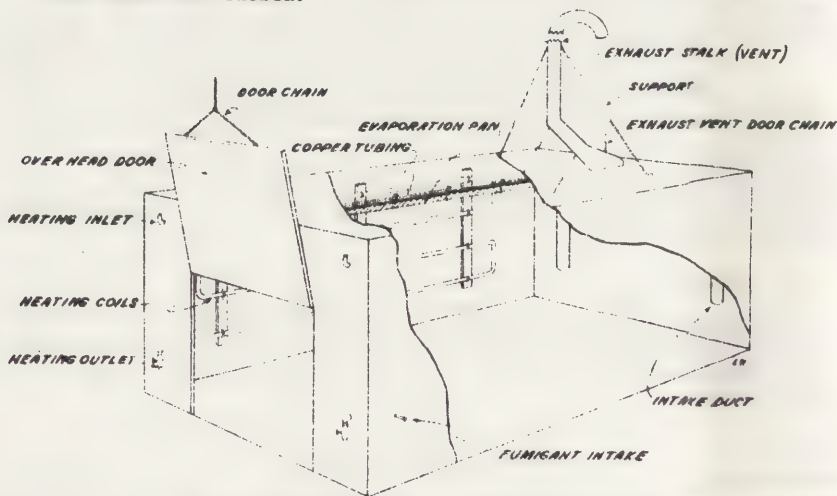 EXHAUST STALK (VENT)
DOOR CHAIN
SUPPORT
EVAPORATION PAN
EXHAUST VENT DOOR CHAIN
COPPER TUBING
OVER HEAD DOOR
HEATING INLET
HEATING COILS
HEATING OUTLET
INTAKE DUCT
FUMIGANT INTAKE